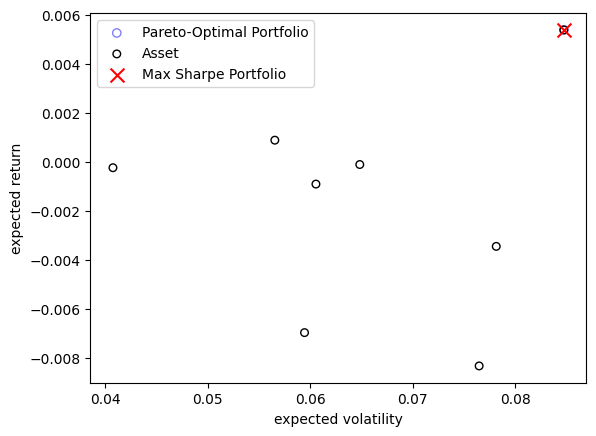 Pareto-Optimal Portfolio
Asset
Max Sharpe Portfolio
0.006
0.004
0.002
0.000
−0.002
−0.004
−0.006
−0.008
expected return
0.04
0.05
0.06
0.07
0.08
expected volatility